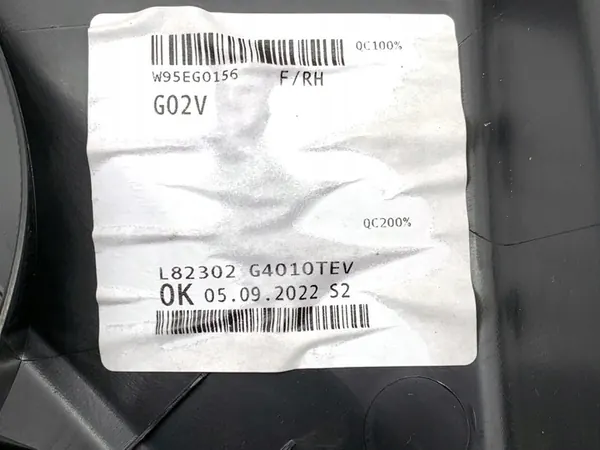 QC100%
W95EG0156 F/RH
G02V
QC200%
L82302 G4010TEV
OK 05.09.2022 S2